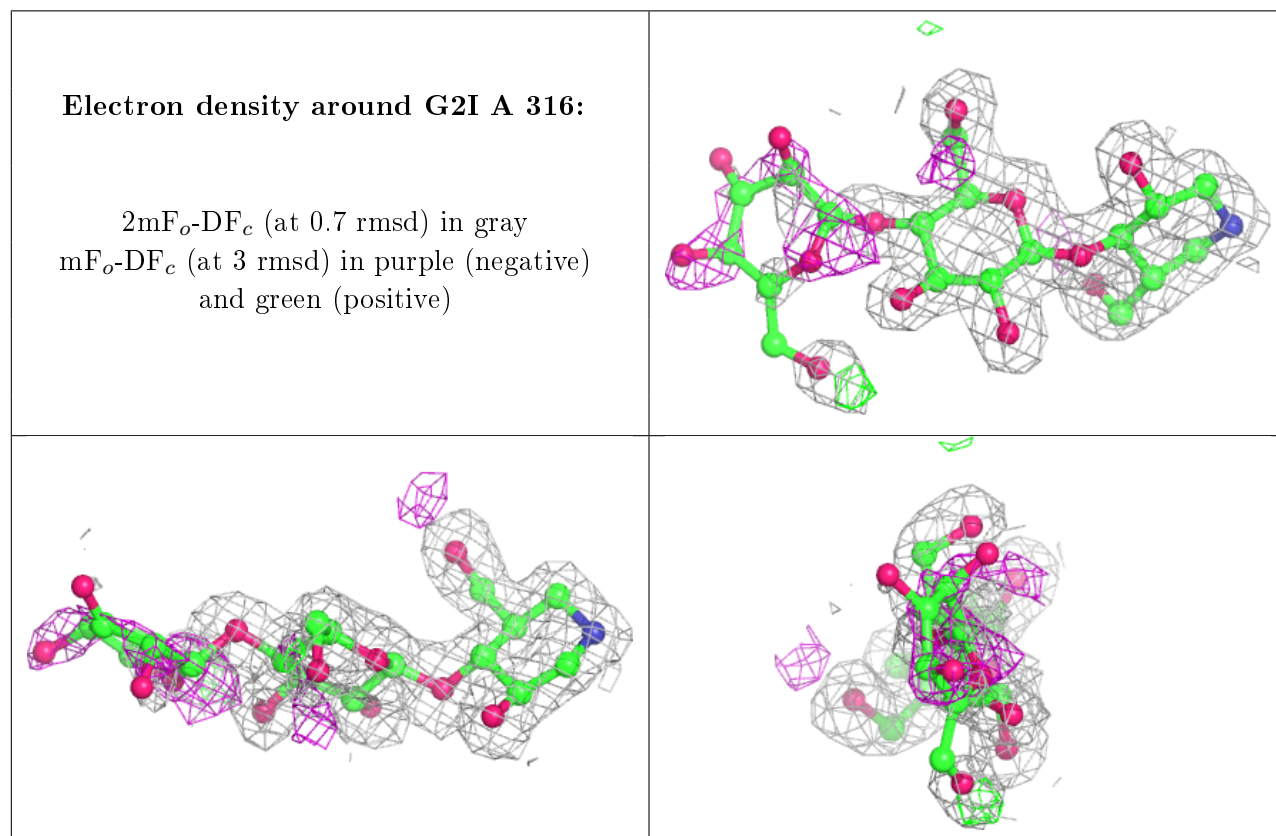 Electron density around G2I A 316:
2mFₒ-DF𝒸 (at 0.7 rmsd) in gray
mFₒ-DF𝒸 (at 3 rmsd) in purple (negative)
and green (positive)